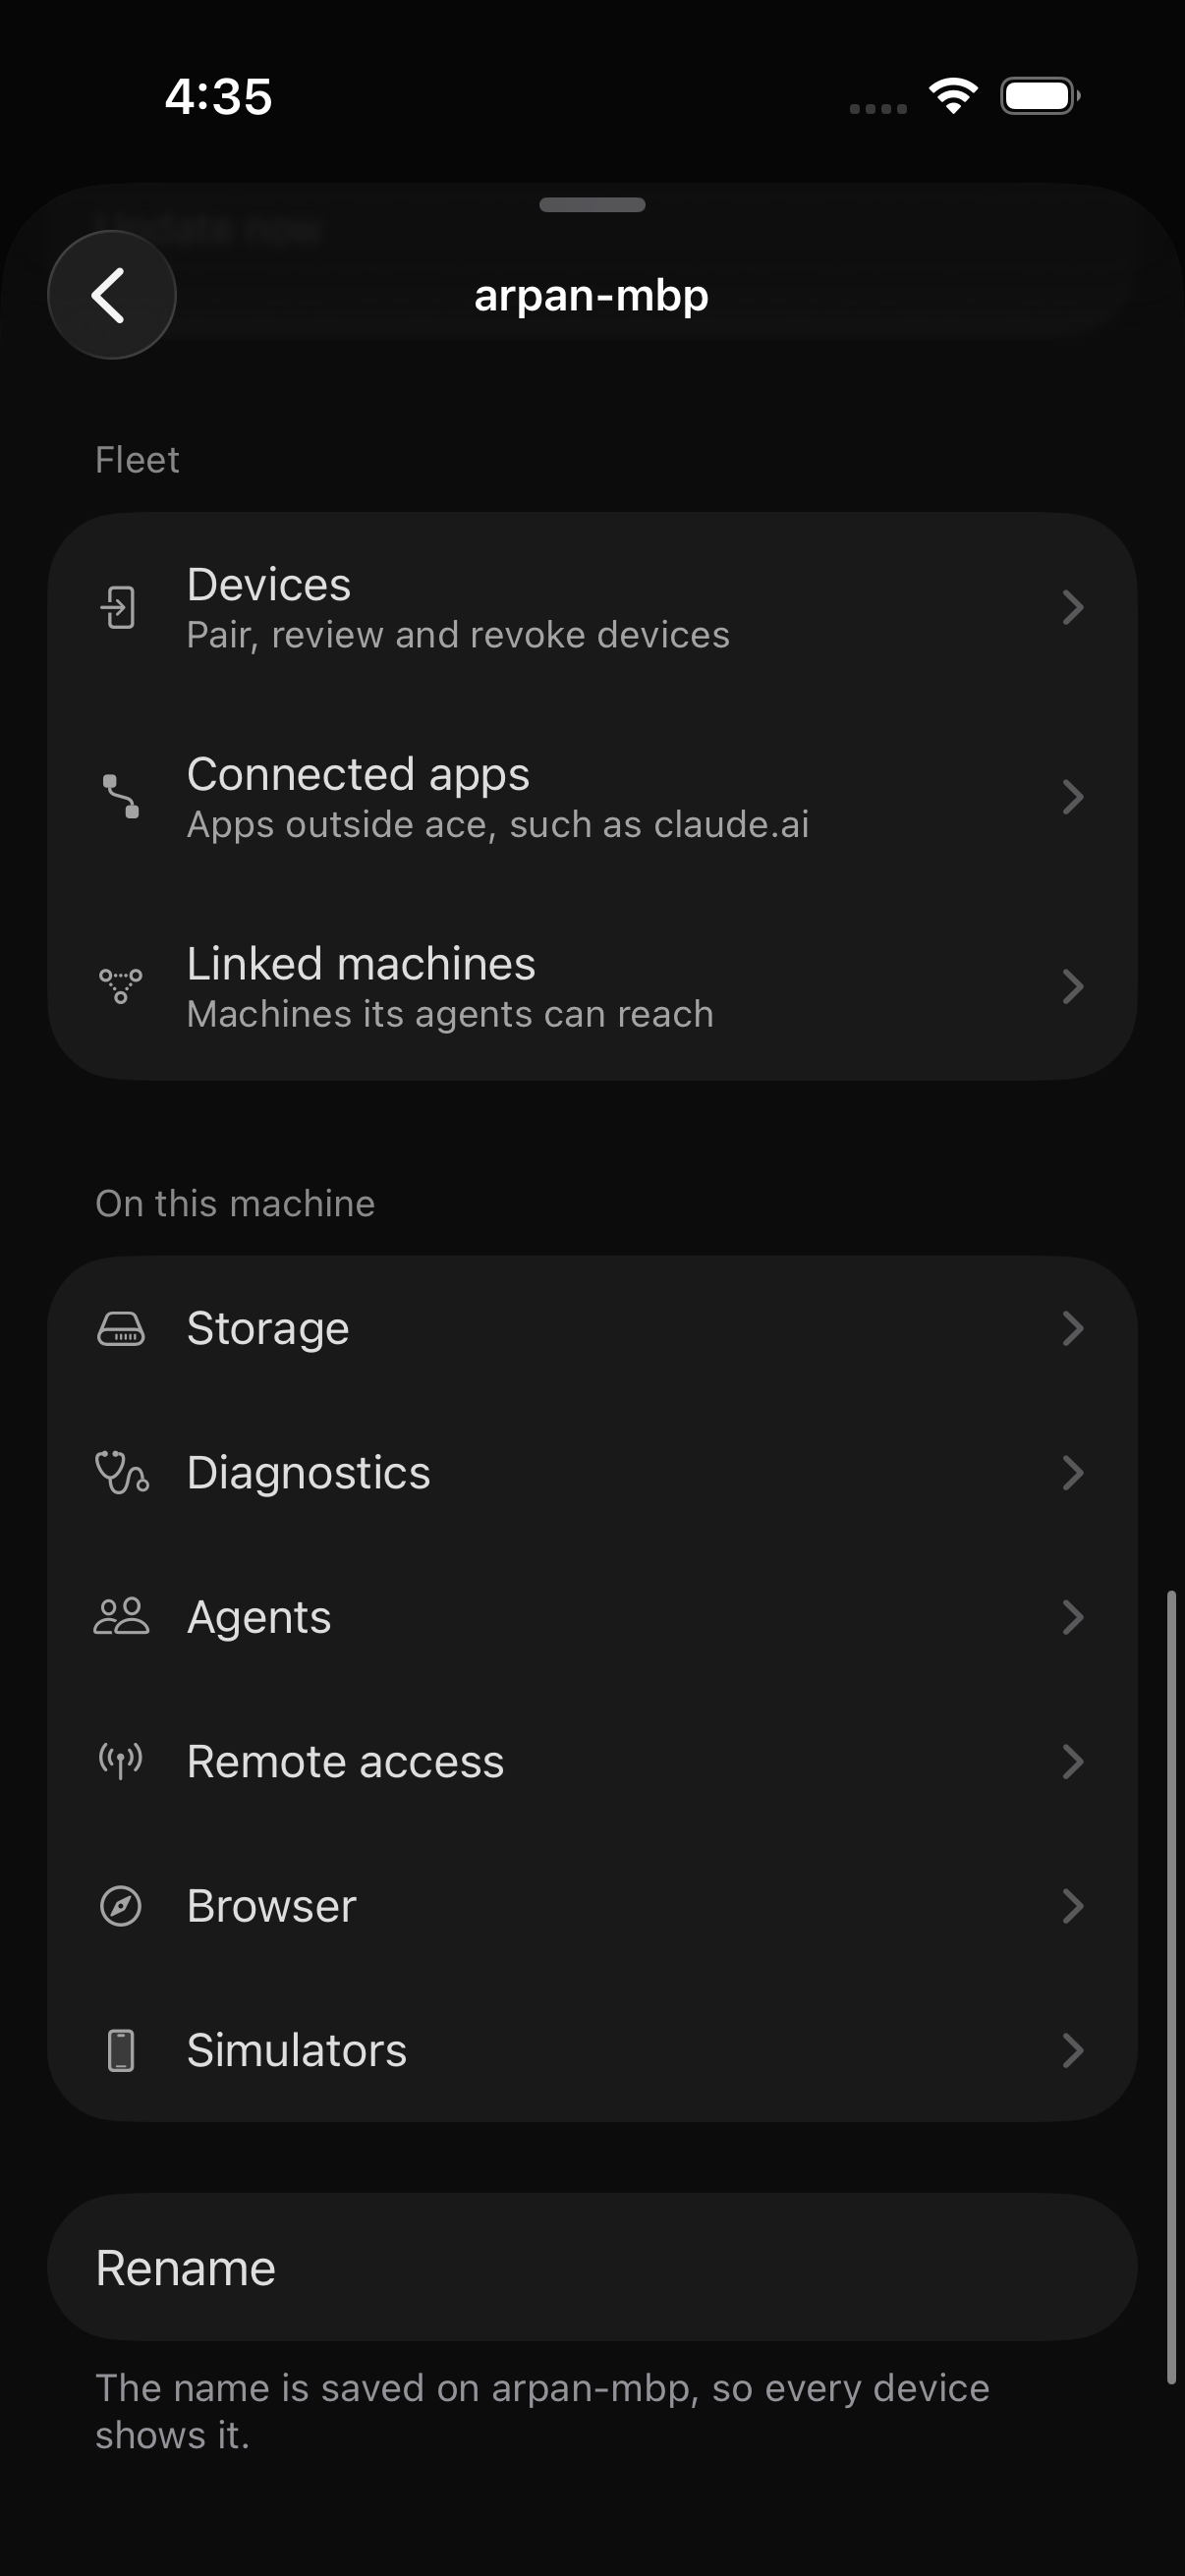 4:35
Update now
arpan-mbp
Fleet
Devices
Pair, review and revoke devices
Connected apps
Apps outside ace, such as claude.ai
Linked machines
Machines its agents can reach
On this machine
Storage
Diagnostics
Agents
Remote access
Browser
Simulators
Rename
The name is saved on arpan-mbp, so every device
shows it.